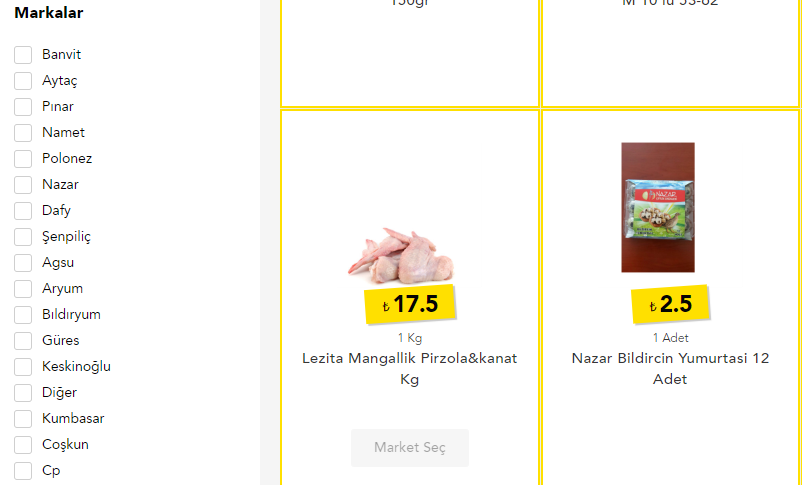 Markalar
Banvit
Aytaç
Pınar
Namet
Polonez
Nazar
Dafy
Şenpiliç
Agsu
Aryum
Bıldıryum
Güres
Keskinoğlu
Diğer
Kumbasar
Coşkun
Cp
150gr
M 10'lu 53-62
₺ 17.5
1 Kg
Lezita Mangallik Pirzola&kanat
Kg
Market Seç
NAZAR
₺ 2.5
1 Adet
Nazar Bildircin Yumurtasi 12
Adet